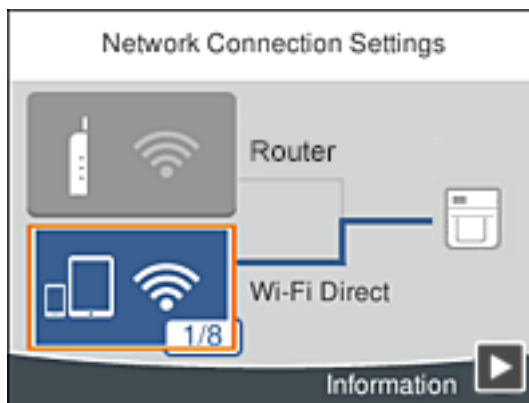 Network Connection Settings
Router
Wi-Fi Direct
1/8
Information